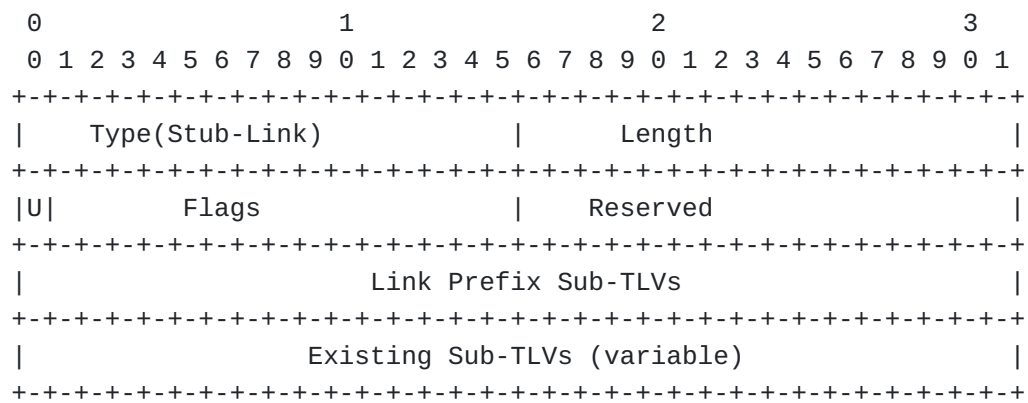 0                   1                   2                   3
 0 1 2 3 4 5 6 7 8 9 0 1 2 3 4 5 6 7 8 9 0 1 2 3 4 5 6 7 8 9 0 1
+-+-+-+-+-+-+-+-+-+-+-+-+-+-+-+-+-+-+-+-+-+-+-+-+-+-+-+-+-+-+-+-+
|    Type(Stub-Link)            |      Length                   |
+-+-+-+-+-+-+-+-+-+-+-+-+-+-+-+-+-+-+-+-+-+-+-+-+-+-+-+-+-+-+-+-+
|U|        Flags                |    Reserved                   |
+-+-+-+-+-+-+-+-+-+-+-+-+-+-+-+-+-+-+-+-+-+-+-+-+-+-+-+-+-+-+-+-+
|                      Link Prefix Sub-TLVs                     |
+-+-+-+-+-+-+-+-+-+-+-+-+-+-+-+-+-+-+-+-+-+-+-+-+-+-+-+-+-+-+-+-+
|                  Existing Sub-TLVs (variable)                 |
+-+-+-+-+-+-+-+-+-+-+-+-+-+-+-+-+-+-+-+-+-+-+-+-+-+-+-+-+-+-+-+-+